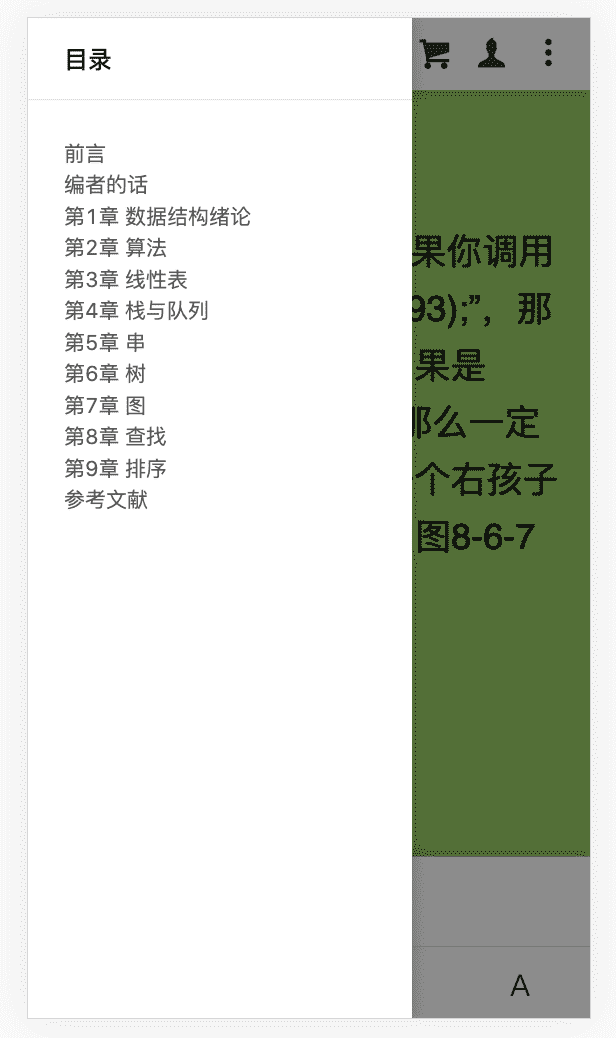 目录
前言
编者的话
第1章 数据结构绪论
第2章 算法
第3章 线性表
第4章 栈与队列
第5章 串
第6章 树
第7章 图
第8章 查找
第9章 排序
参考文献
果你调用
93);”，那
果是
那么一定
个右孩子
图8-6-7
A